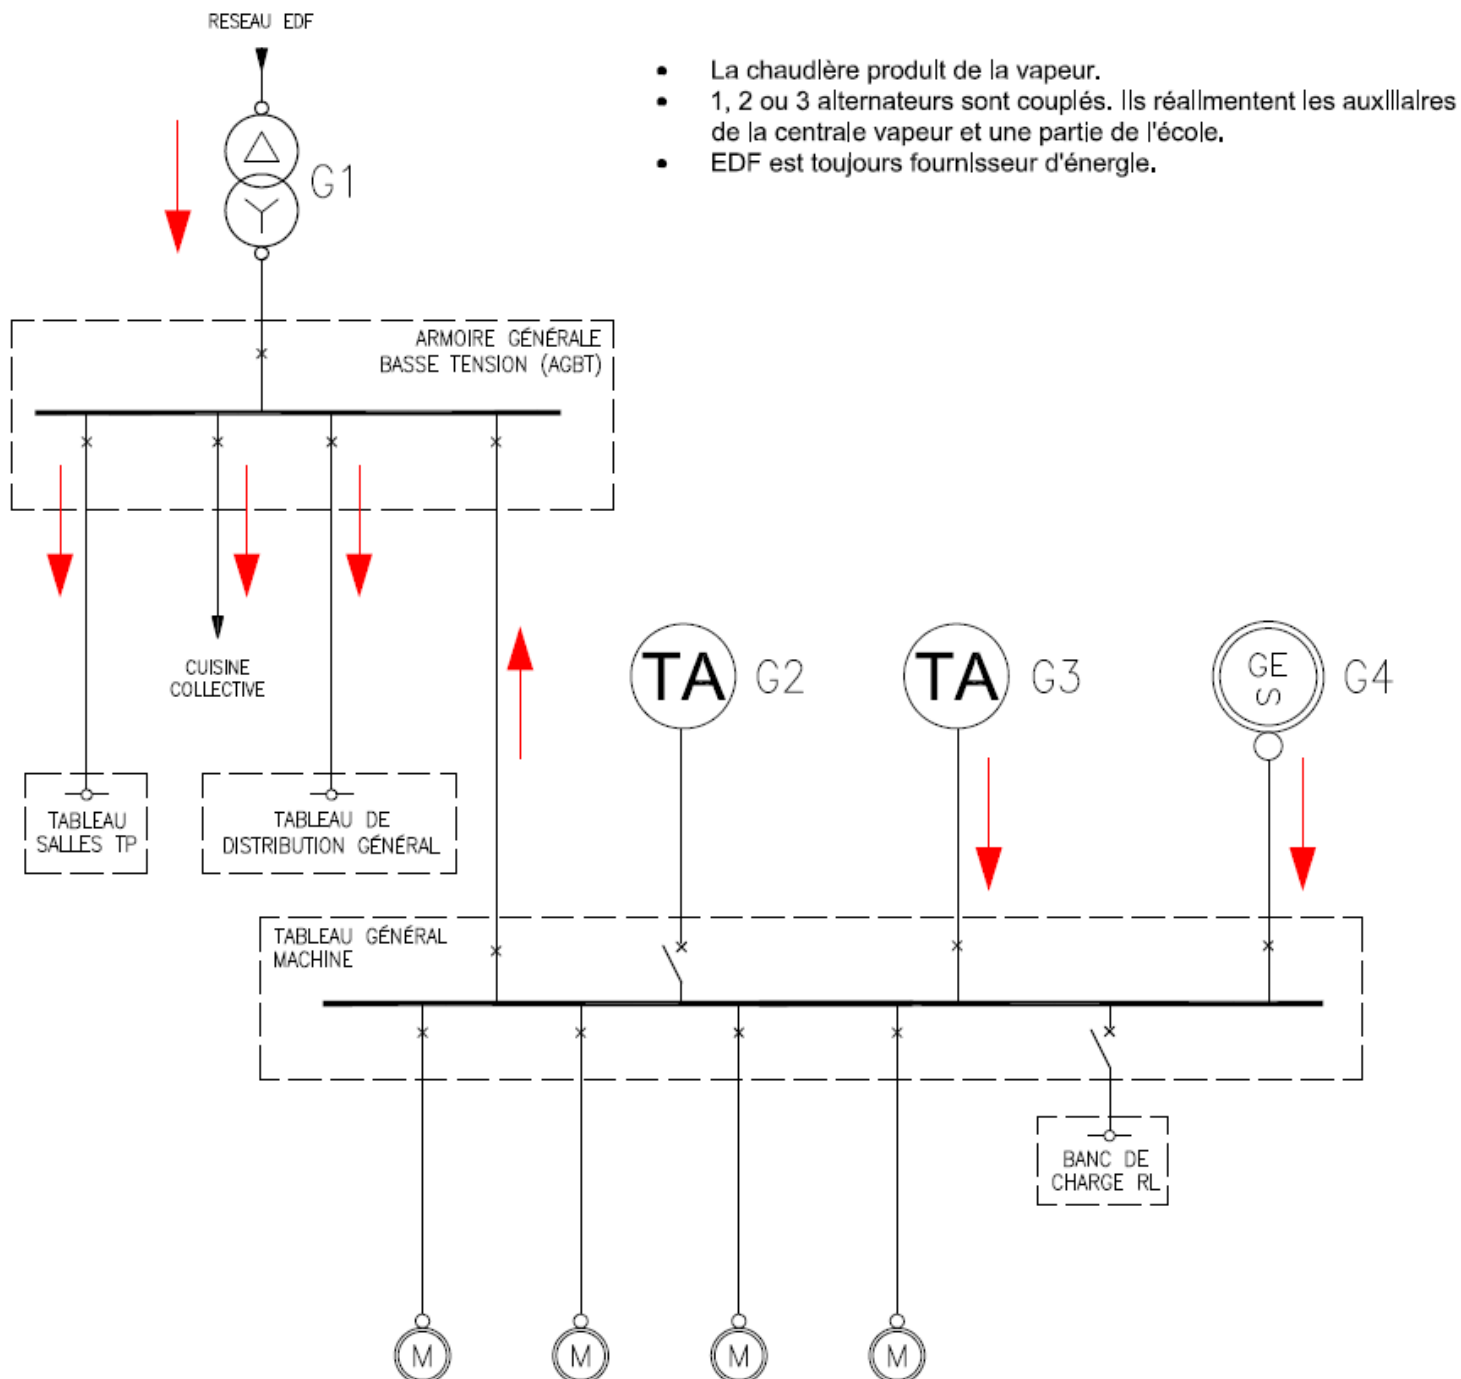 RESEAU EDF
• La chaudière produit de la vapeur.
• 1, 2 ou 3 alternateurs sont couplés. Ils réalimentent les auxiliaires
de la centrale vapeur et une partie de l'école.
• EDF est toujours fournisseur d'énergie.
G1
ARMOIRE GÉNÉRALE
BASSE TENSION (AGBT)
CUISINE
COLLECTIVE
TA G2
TA G3
GE
S
G4
TABLEAU
SALLES TP
TABLEAU DE
DISTRIBUTION GÉNÉRAL
TABLEAU GÉNÉRAL
MACHINE
BANC DE
CHARGE RL
M M M M